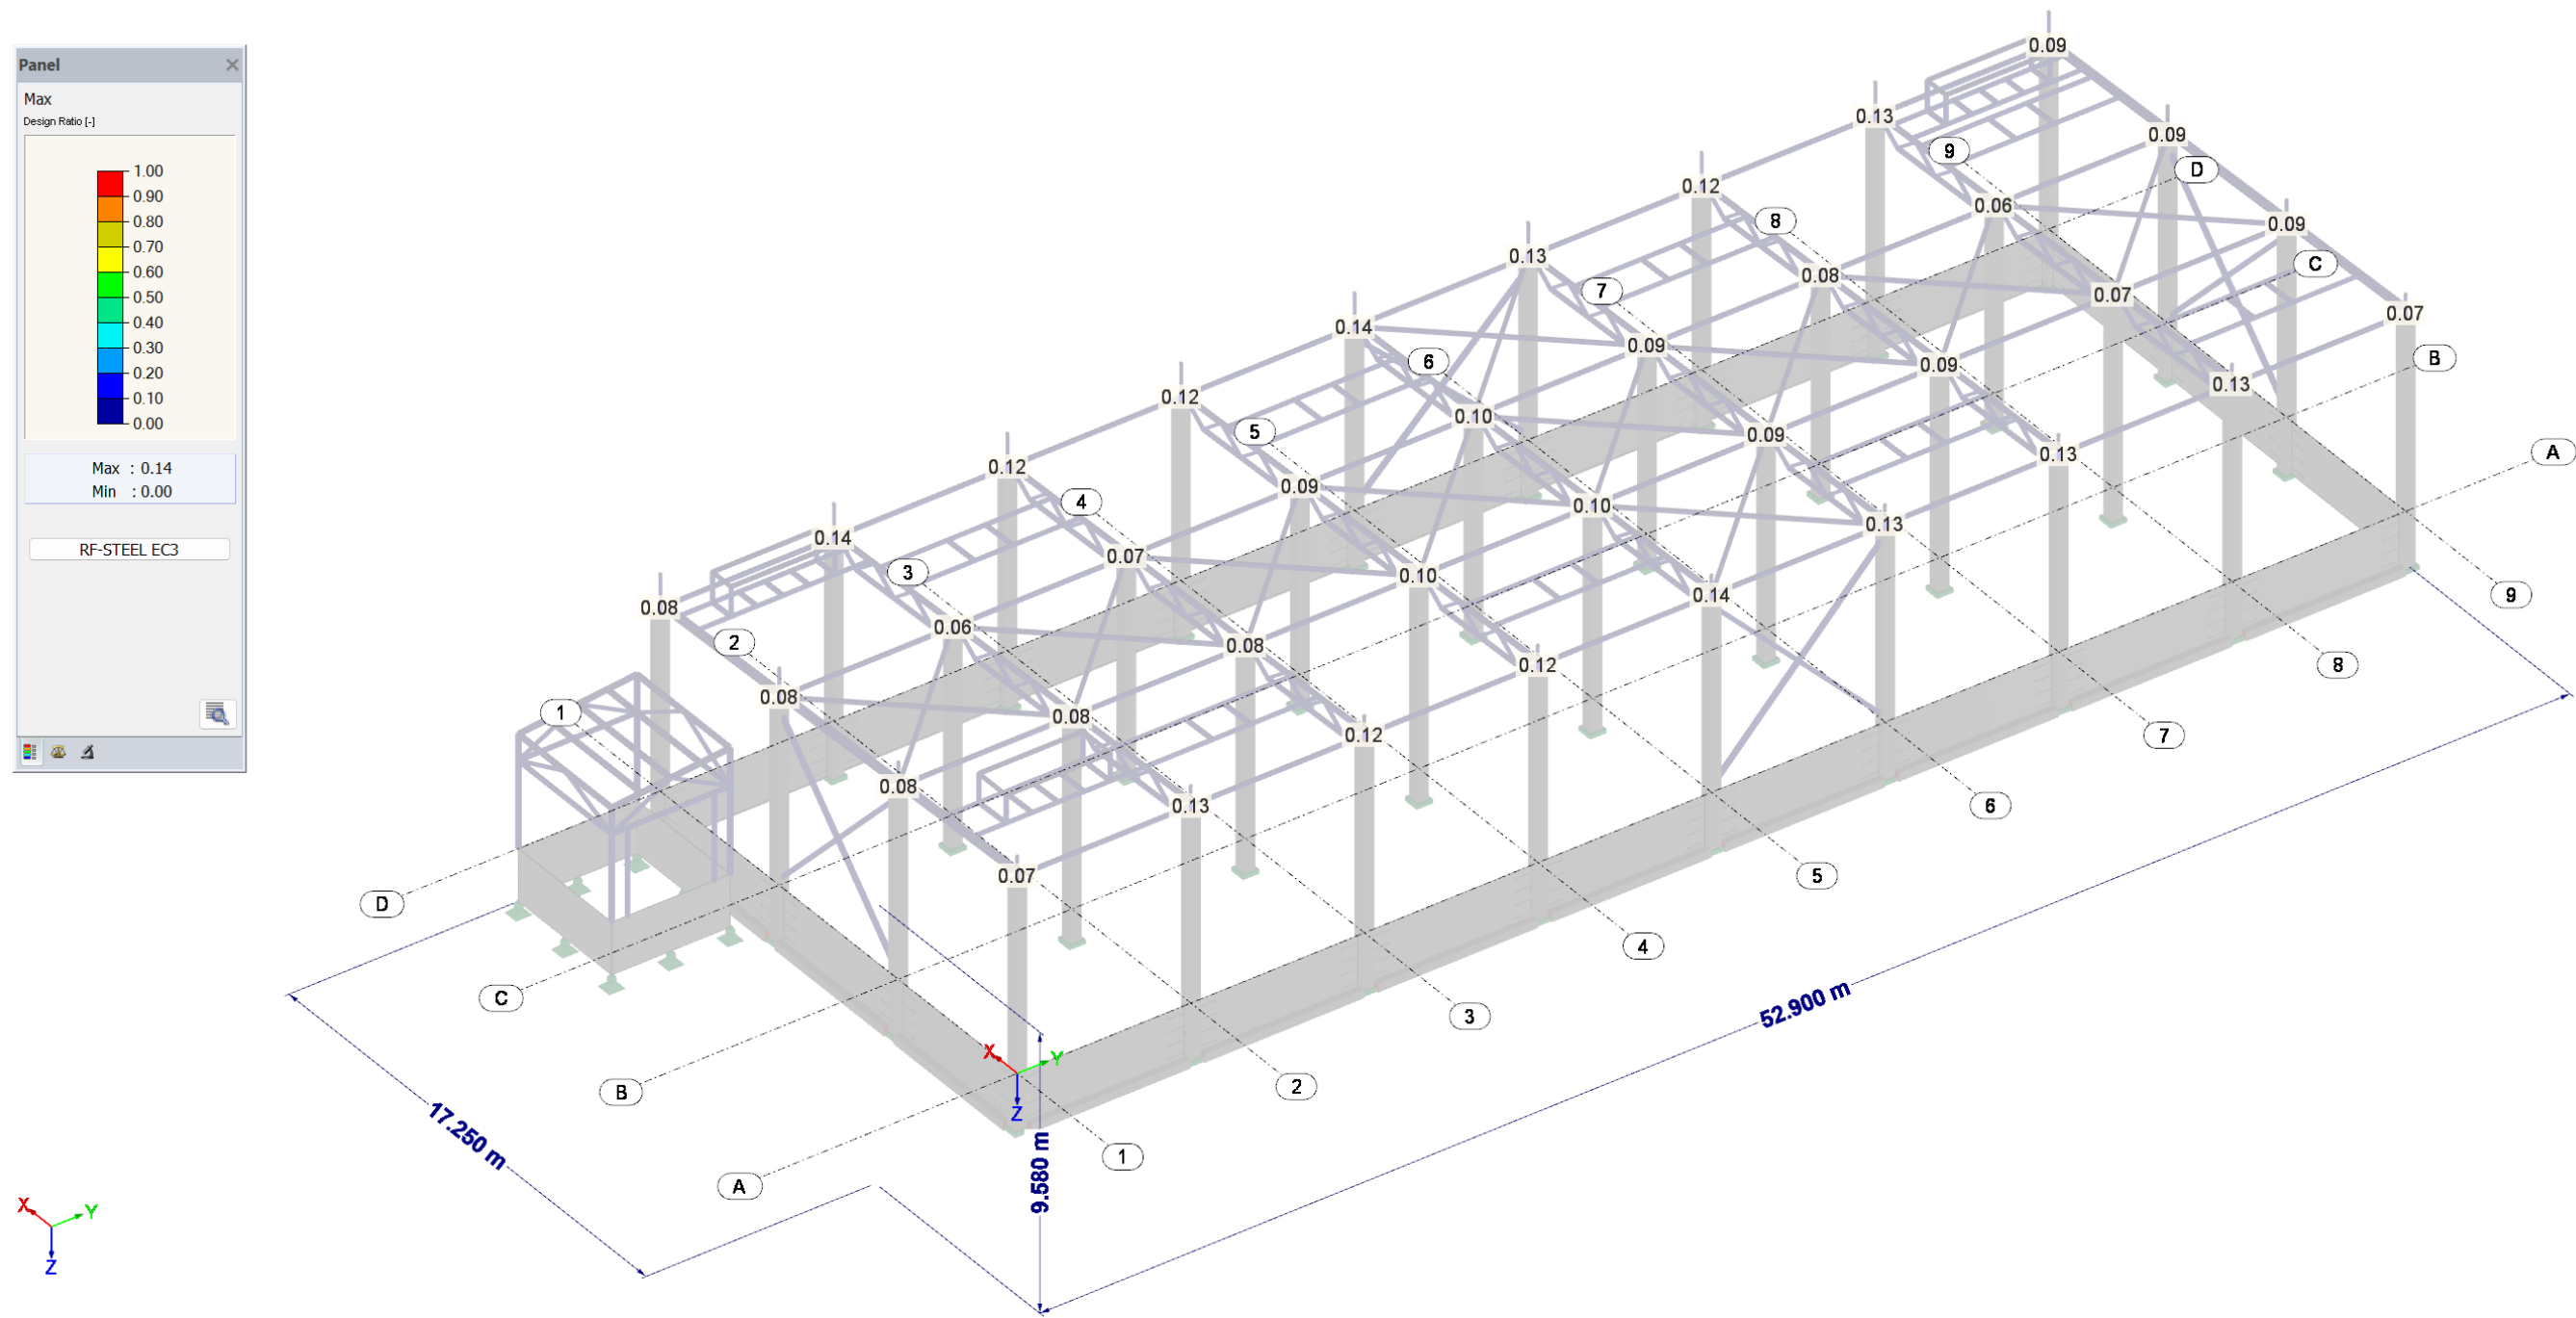 Panel
Max
Design Ratio [-]
1.00
0.90
0.80
0.70
0.60
0.50
0.40
0.30
0.20
0.10
0.00
Max : 0.14
Min : 0.00
RF-STEEL EC3
0.09
0.13
0.09
9
D
0.12
0.06
8
0.09
0.13
C
0.08
7
0.07
0.07
0.14
0.09
B
6
0.09
0.13
0.12
0.10
5
0.09
0.13
A
0.12
0.09
4
0.10
0.13
0.14
0.07
3
0.10
0.14
9
0.08
0.06
2
0.08
0.12
8
0.08
1
0.08
0.12
7
0.08
0.13
6
0.07
5
D
4
C
3
52.900 m
B
2
X
Y
Z
1
A
17.250 m
9.580 m
X
Y
Z